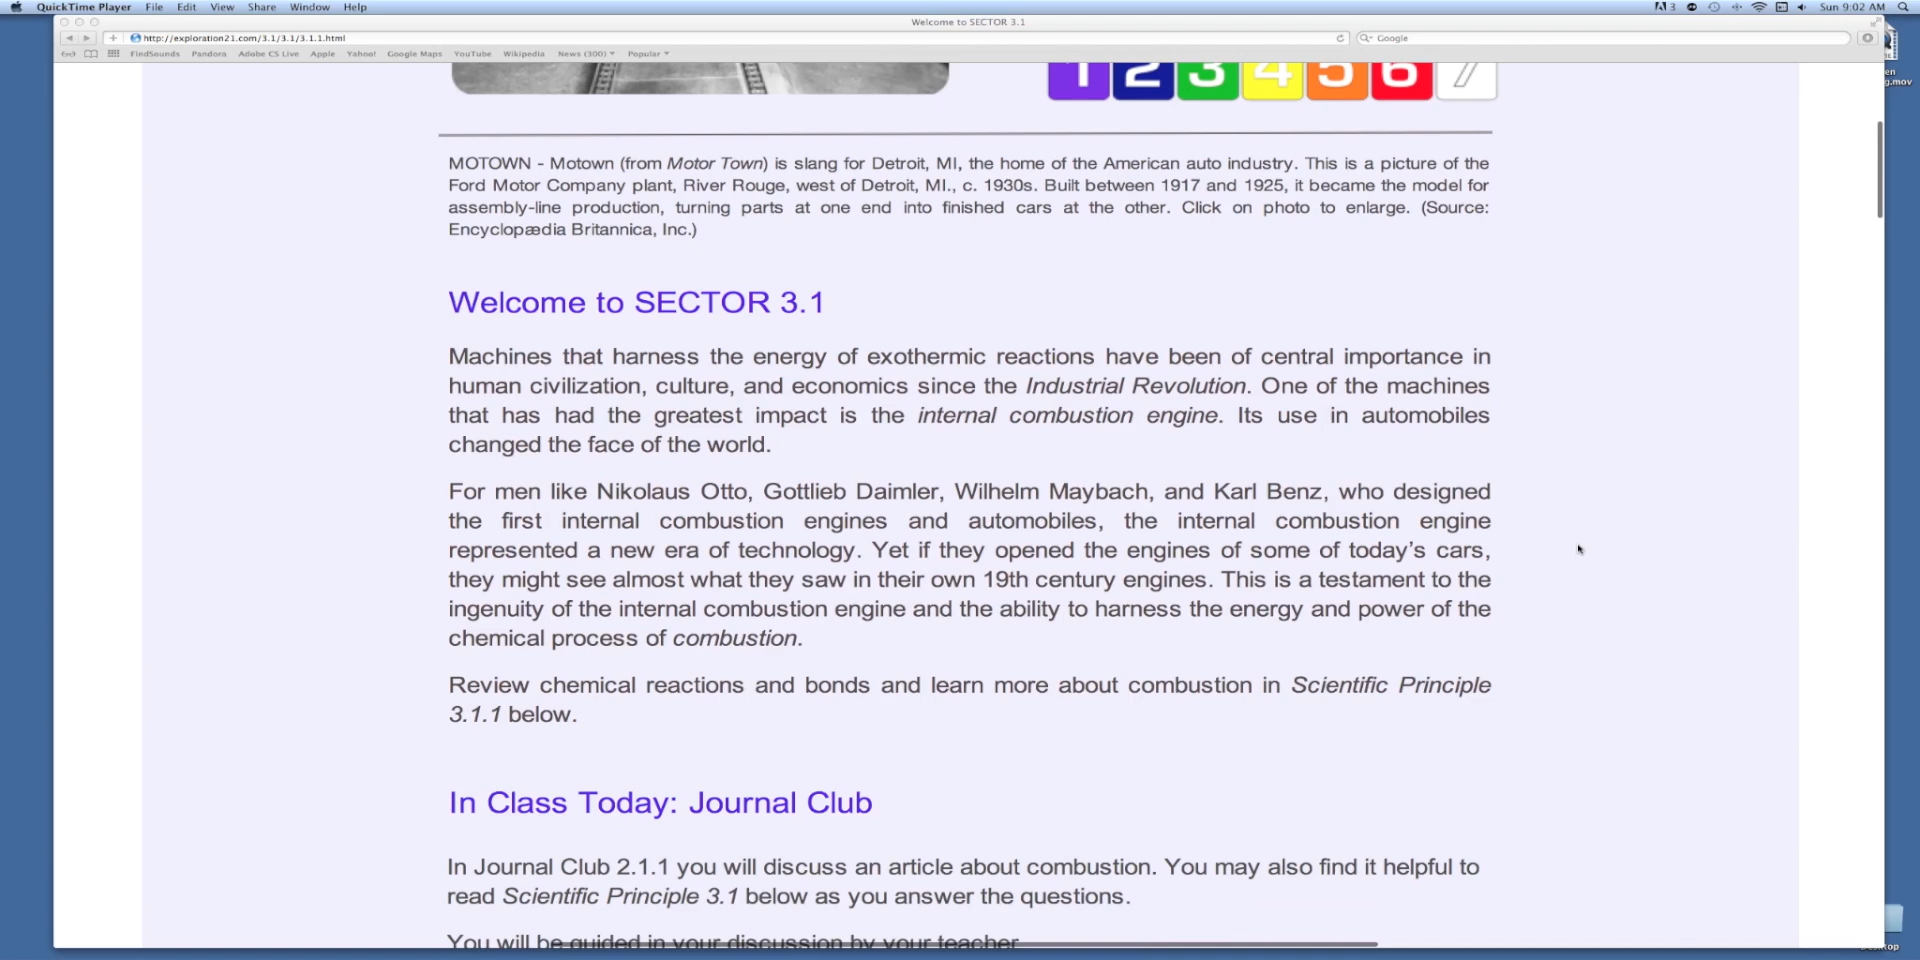 QuickTime Player File Edit View Share Window Help
3 Sun 9:02 AM
Welcome to SECTOR 3.1
http://exploration21.com/3.1/3.1/3.1.1.html
Google
FindSounds Pandora Adobe CS Live Apple Yahoo! Google Maps YouTube Wikipedia News (300) Popular
1 2 3 4 5 6 7
MOTOWN - Motown (from Motor Town) is slang for Detroit, MI, the home of the American auto industry. This is a picture of the
Ford Motor Company plant, River Rouge, west of Detroit, MI., c. 1930s. Built between 1917 and 1925, it became the model for
assembly-line production, turning parts at one end into finished cars at the other. Click on photo to enlarge. (Source:
Encyclopædia Britannica, Inc.)
Welcome to SECTOR 3.1
Machines that harness the energy of exothermic reactions have been of central importance in
human civilization, culture, and economics since the Industrial Revolution. One of the machines
that has had the greatest impact is the internal combustion engine. Its use in automobiles
changed the face of the world.
For men like Nikolaus Otto, Gottlieb Daimler, Wilhelm Maybach, and Karl Benz, who designed
the first internal combustion engines and automobiles, the internal combustion engine
represented a new era of technology. Yet if they opened the engines of some of today’s cars,
they might see almost what they saw in their own 19th century engines. This is a testament to the
ingenuity of the internal combustion engine and the ability to harness the energy and power of the
chemical process of combustion.
Review chemical reactions and bonds and learn more about combustion in Scientific Principle
3.1.1 below.
In Class Today: Journal Club
In Journal Club 2.1.1 you will discuss an article about combustion. You may also find it helpful to
read Scientific Principle 3.1 below as you answer the questions.
You will be guided in your discussion by your teacher